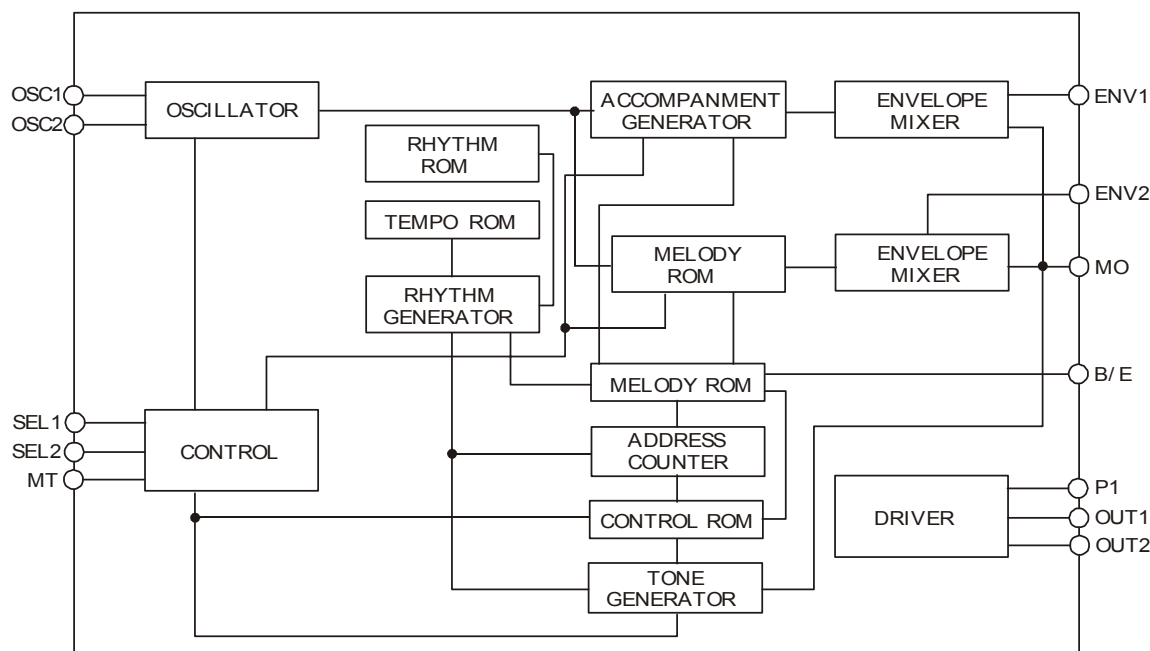 OSC1
OSC2
OSCILLATOR
ACCOMPANMENT
GENERATOR
ENVELOPE
MIXER
ENV1
RHYTHM
ROM
ENV2
TEMPO ROM
MELODY
ROM
ENVELOPE
MIXER
MO
RHYTHM
GENERATOR
MELODY ROM
B/ E
SEL1
SEL2
MT
CONTROL
ADDRESS
COUNTER
CONTROL ROM
DRIVER
P1
OUT1
OUT2
TONE
GENERATOR